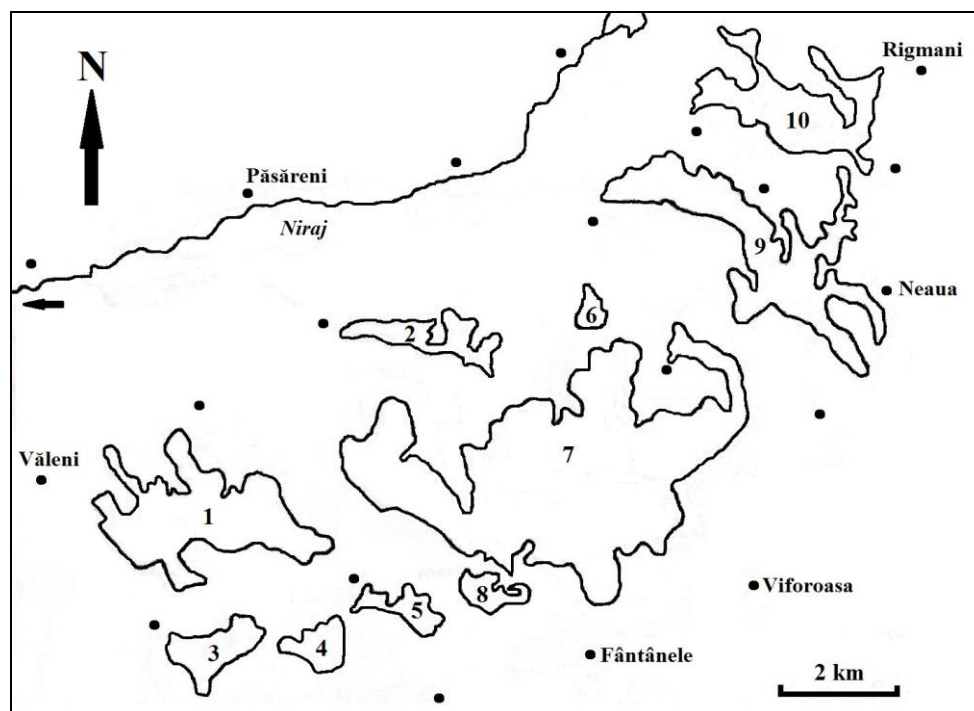 N
Rigmani
10
Păsăreni
Niraj
9
Neaua
6
2
7
Văleni
1
Viforoasa
8
5
4
3
Fântânele
2 km